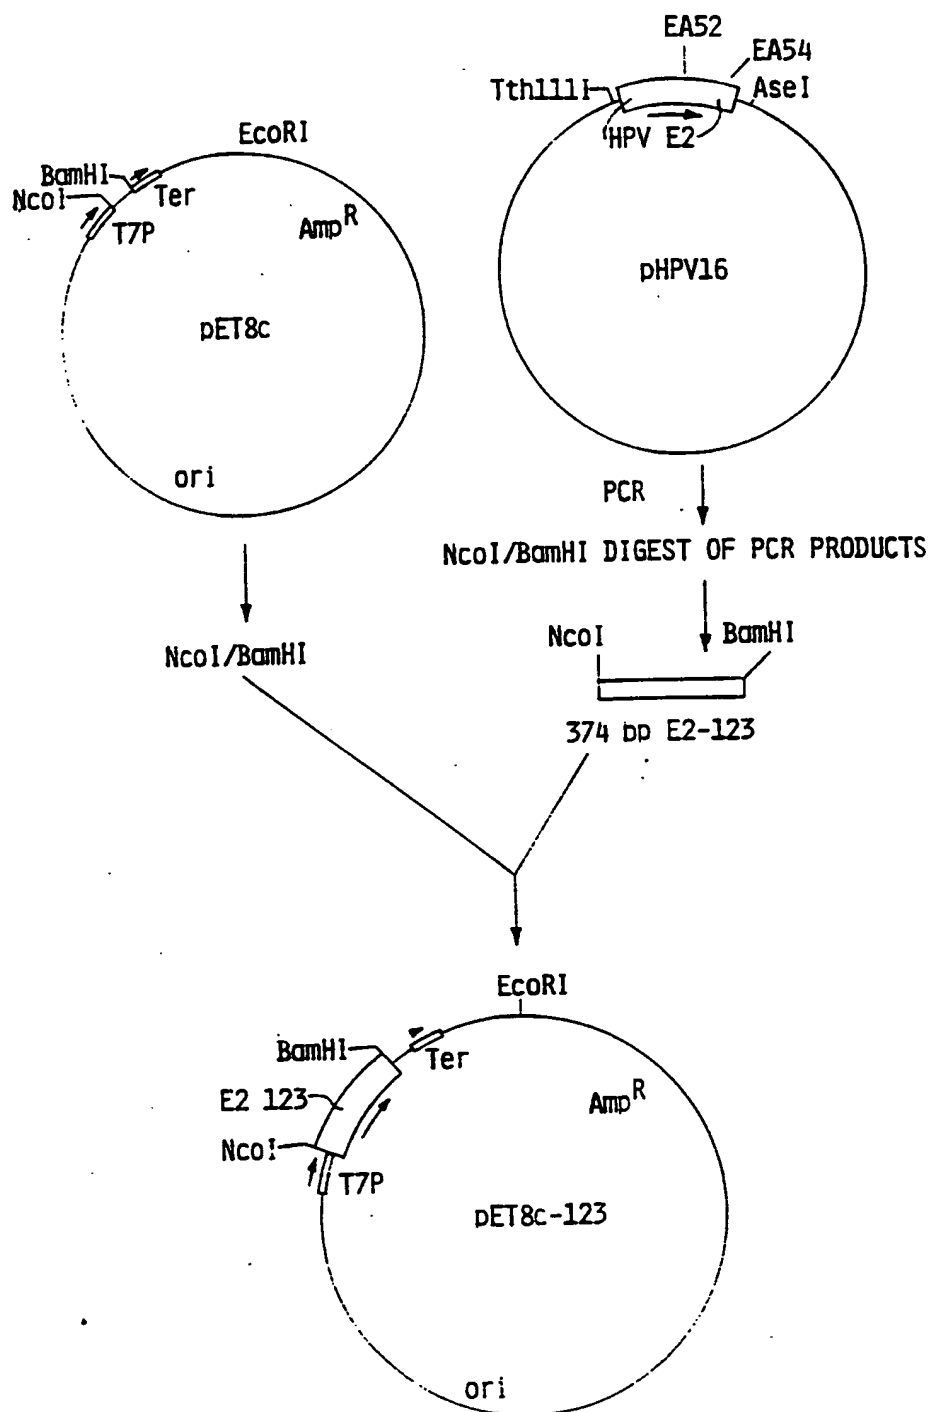 EA52
EA54
Tth111I
AseI
HPV E2
pHPV16
EcoRI
BamHI
NcoI
Ter
T7P
Amp^R
pET8c
ori
PCR
NcoI/BamHI DIGEST OF PCR PRODUCTS
NcoI/BamHI
NcoI
BamHI
374 bp E2-123
EcoRI
BamHI
Ter
E2 123
Amp^R
NcoI
T7P
pET8c-123
ori